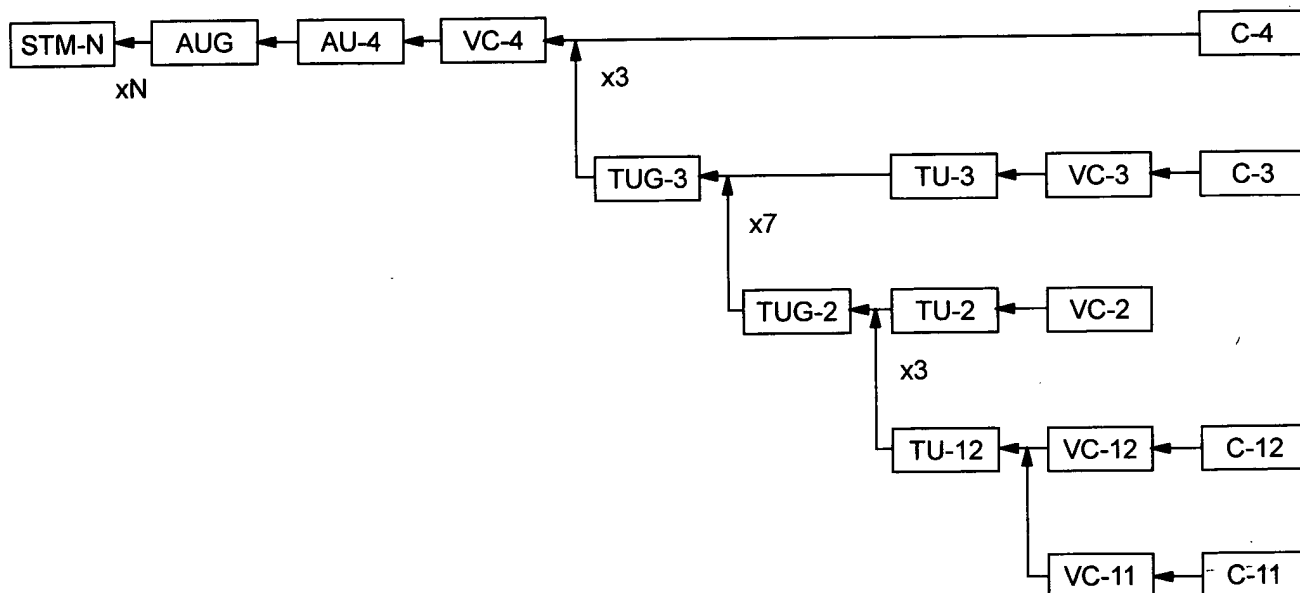 STM-N AUG AU-4 VC-4 C-4
xN x3
TUG-3 TU-3 VC-3 C-3
x7
TUG-2 TU-2 VC-2
x3
TU-12 VC-12 C-12
VC-11 C-11